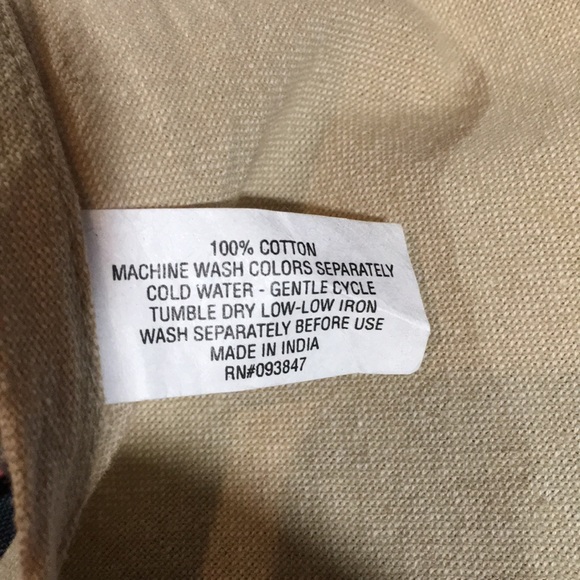 100% COTTON
MACHINE WASH COLORS SEPARATELY
COLD WATER - GENTLE CYCLE
TUMBLE DRY LOW-LOW IRON
WASH SEPARATELY BEFORE USE
MADE IN INDIA
RN#093847